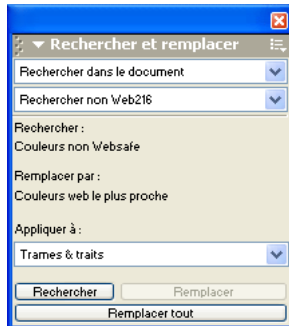 Rechercher et remplacer
Rechercher dans le document
Rechercher non Web216
Rechercher :
Couleurs non Websafe
Remplacer par :
Couleurs web le plus proche
Appliquer à :
Trames & traits
Rechercher
Remplacer
Remplacer tout